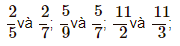 2/5 và 2/7; 5/9 và 5/7; 11/2 và 11/3;